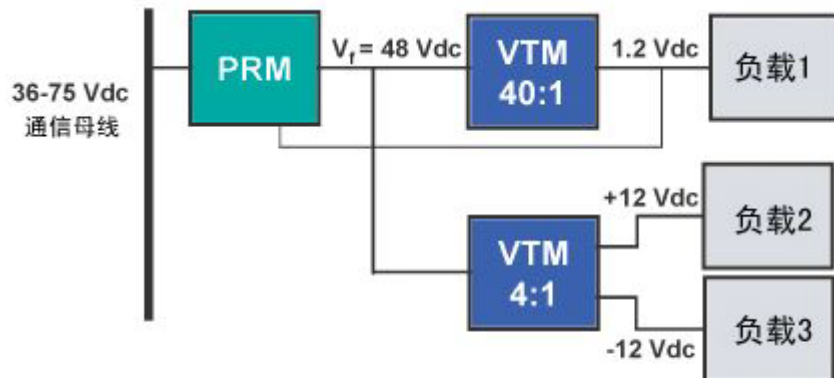 36-75 Vdc
通信母线
PRM
Vf = 48 Vdc
VTM
40:1
1.2 Vdc
负载1
VTM
4:1
+12 Vdc
负载2
-12 Vdc
负载3